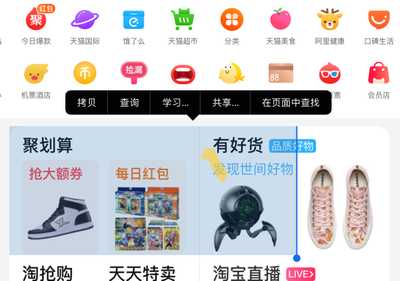 红包
聚
今日爆款 天猫国际 饿了么 天猫超市 分类 天猫美食 阿里健康 口碑生活
捡漏
88
机票酒店 会员店
拷贝 查询 学习... 共享... 在页面中查找
聚划算 有好货 品质好物
抢大额券 每日红包 发现世间好物
淘抢购 天天特卖 淘宝直播 LIVE>